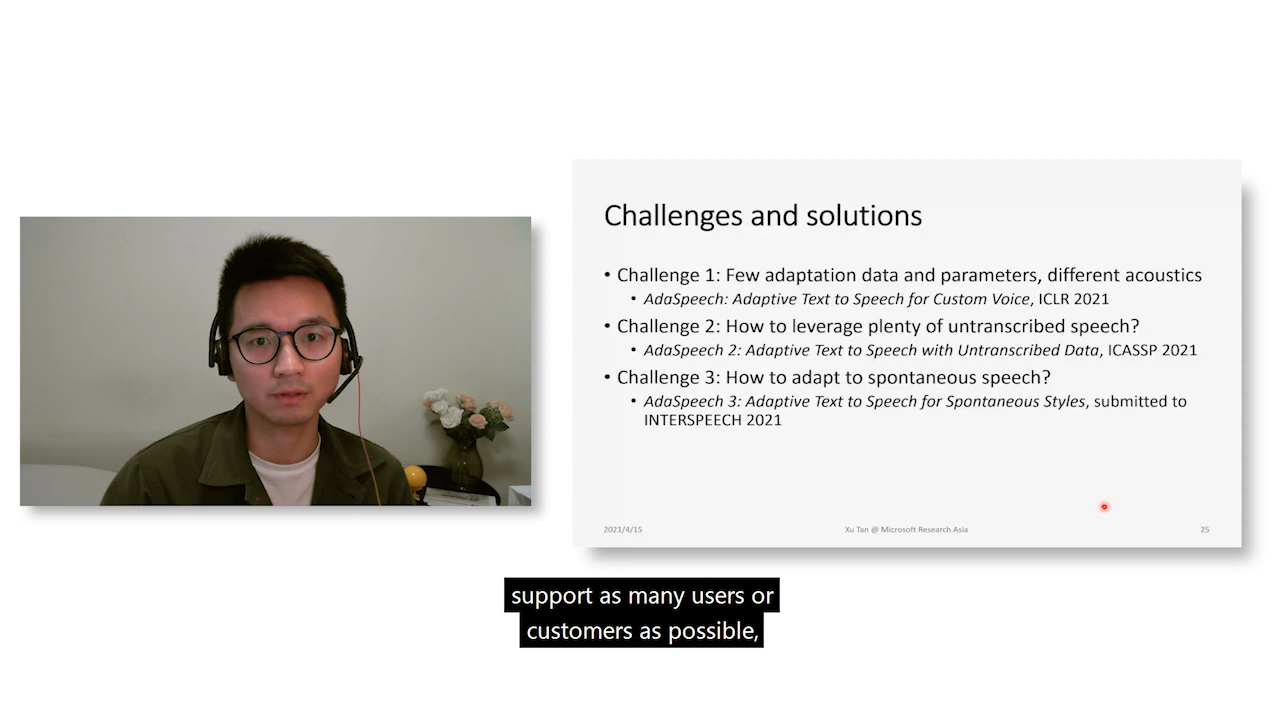 Challenges and solutions
• Challenge 1: Few adaptation data and parameters, different acoustics
• AdaSpeech: Adaptive Text to Speech for Custom Voice, ICLR 2021
• Challenge 2: How to leverage plenty of untranscribed speech?
• AdaSpeech 2: Adaptive Text to Speech with Untranscribed Data, ICASSP 2021
• Challenge 3: How to adapt to spontaneous speech?
• AdaSpeech 3: Adaptive Text to Speech for Spontaneous Styles, submitted to
INTERSPEECH 2021
2021/4/15 Xu Tan @ Microsoft Research Asia 25
support as many users or
customers as possible,